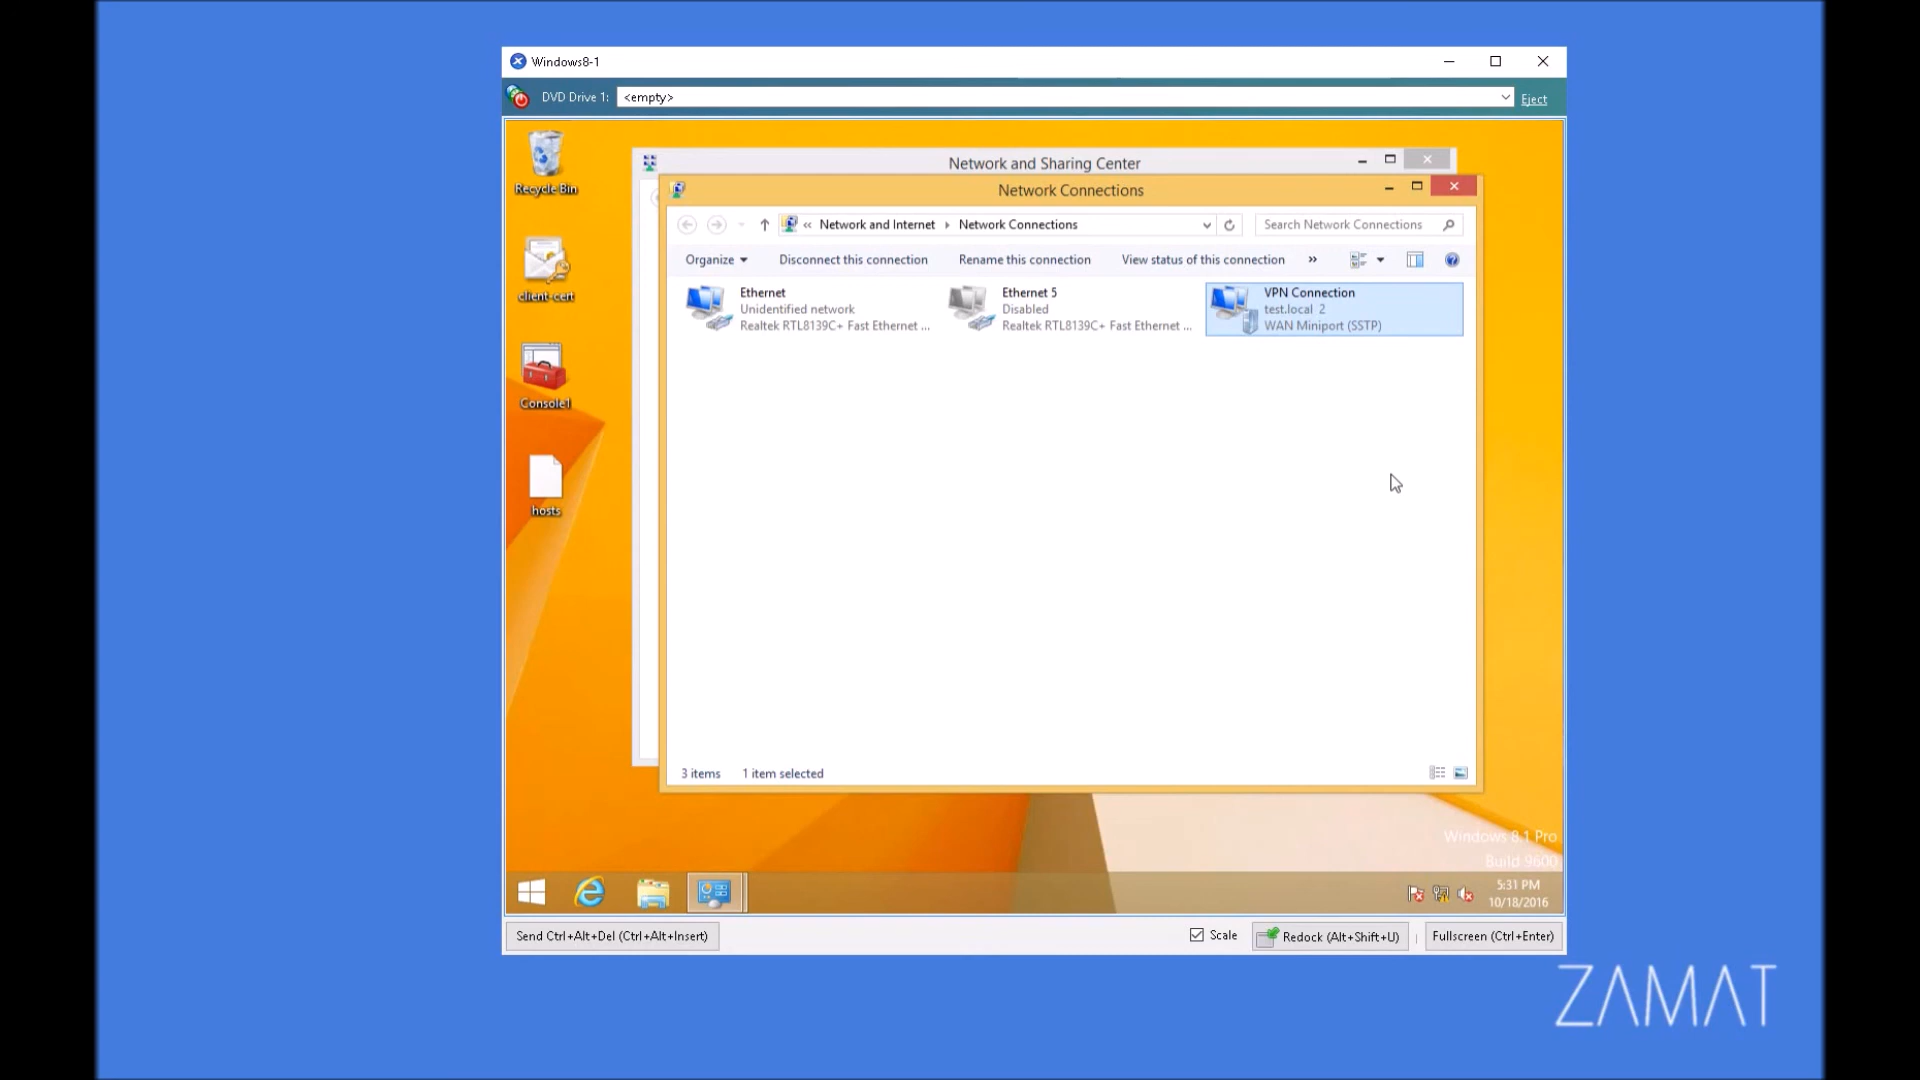 Windows8-1
DVD Drive 1: <empty> Eject
Recycle Bin
client-cert
Console1
hosts
Network and Sharing Center
Network Connections
« Network and Internet Network Connections
Search Network Connections
Organize Disconnect this connection Rename this connection View status of this connection »
Ethernet
Unidentified network
Realtek RTL8139C+ Fast Ethernet ...
Ethernet 5
Disabled
Realtek RTL8139C+ Fast Ethernet ...
VPN Connection
test.local 2
WAN Miniport (SSTP)
3 items 1 item selected
Windows 8.1 Pro
Build 9600
5:31 PM
10/18/2016
Send Ctrl+Alt+Del (Ctrl+Alt+Insert) Scale Redock (Alt+Shift+U) Fullscreen (Ctrl+Enter)
ZAMAT